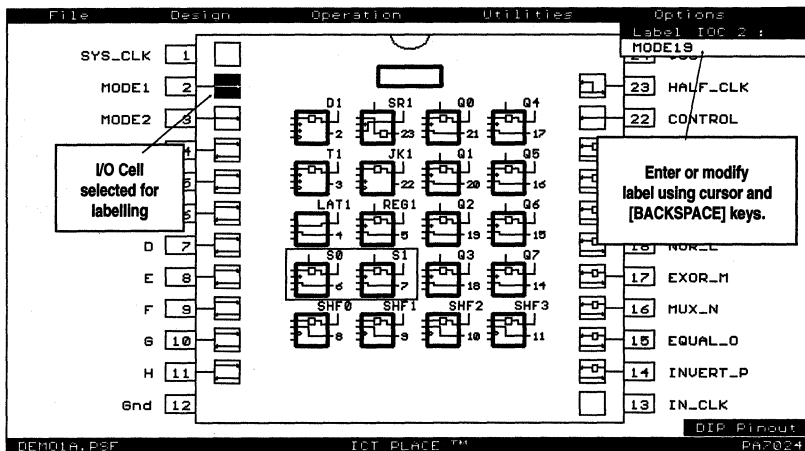 File Design Operation Utilities Options
Label IOC 2 :
MODE19
SYS_CLK 1
MODE1 2
MODE2 3
D 7
E 8
F 9
G 10
H 11
Gnd 12
I/O Cell
selected for
labelling
D1 SR1 Q0 Q4
2 23 21 17
T1 JK1 Q1 Q5
3 22 20 16
LAT1 REG1 Q2 Q6
4 5 19 15
S0 S1 Q3 Q7
6 7 18 14
SHF0 SHF1 SHF2 SHF3
8 9 10 11
23 HALF_CLK
22 CONTROL
Enter or modify
label using cursor and
[BACKSPACE] keys.
17 EXOR_M
16 MUX_N
15 EQUAL_O
14 INVERT_P
13 IN_CLK
DIP Pinout
DEMO1A.PSF ICT PLACE ™ PA7024